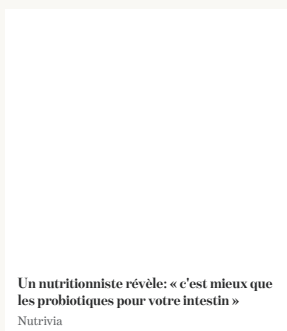 Un nutritionniste révèle: « c'est mieux que
les probiotiques pour votre intestin »
Nutrivia